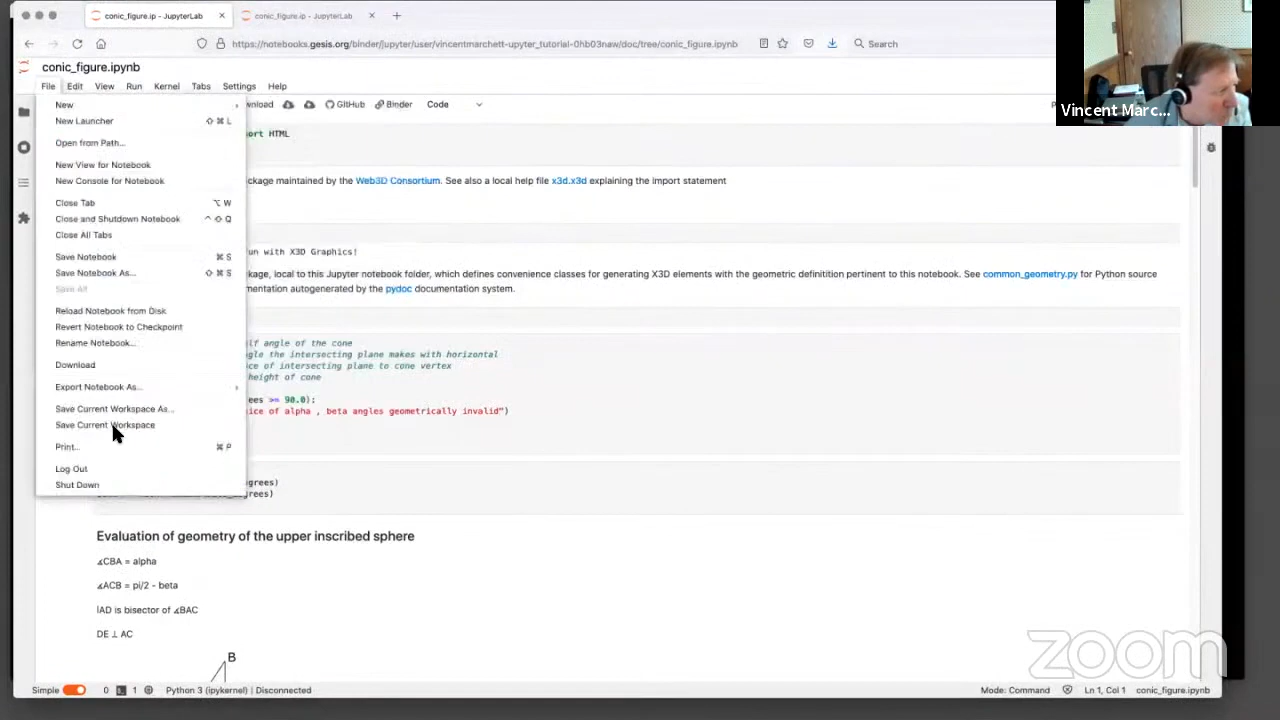 conic_figure.ip - JupyterLab
conic_figure.ip - JupyterLab
https://notebooks.gesis.org/binder/jupyter/user/vincentmarchett-upyter_tutorial-0hb03naw/doc/tree/conic_figure.ipynb
Search
conic_figure.ipynb
File Edit View Run Kernel Tabs Settings Help
Vincent Marc...
wnload GitHub Binder Code
New
New Launcher ⇧ ⌘ L
Open from Path...
New View for Notebook
New Console for Notebook
Close Tab ⌥ W
Close and Shutdown Notebook ^ ⇧ Q
Close All Tabs
Save Notebook ⌘ S
Save Notebook As... ⇧ ⌘ S
Save All
Reload Notebook from Disk
Revert Notebook to Checkpoint
Rename Notebook...
Download
Export Notebook As...
Save Current Workspace As...
Save Current Workspace
Print... ⌘ P
Log Out
Shut Down
ort HTML
ckage maintained by the Web3D Consortium. See also a local help file x3d.x3d explaining the import statement
un with X3D Graphics!
kage, local to this Jupyter notebook folder, which defines convenience classes for generating X3D elements with the geometric definitition pertinent to this notebook. See common_geometry.py for Python source
mentation autogenerated by the pydoc documentation system.
lf angle of the cone
ngle the intersecting plane makes with horizontal
ce of intersecting plane to cone vertex
height of cone
ees >= 90.0):
ice of alpha , beta angles geometrically invalid")
egrees)
grees)
Evaluation of geometry of the upper inscribed sphere
∡CBA = alpha
∡ACB = pi/2 - beta
lAD is bisector of ∡BAC
DE ⊥ AC
B
zoom
Simple 0 1 Python 3 (ipykernel) | Disconnected
Mode: Command Ln 1, Col 1 conic_figure.ipynb